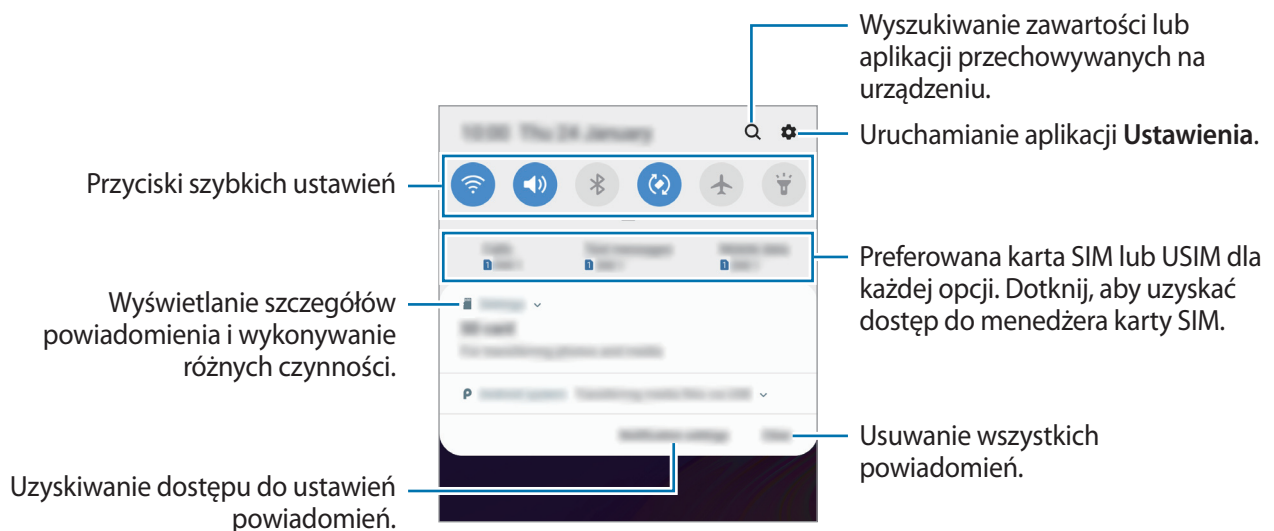 Wyszukiwanie zawartości lub
aplikacji przechowywanych na
urządzeniu.
Uruchamianie aplikacji Ustawienia.
Przyciski szybkich ustawień
Preferowana karta SIM lub USIM dla
każdej opcji. Dotknij, aby uzyskać
dostęp do menedżera karty SIM.
Wyświetlanie szczegółów
powiadomienia i wykonywanie
różnych czynności.
Usuwanie wszystkich
powiadomień.
Uzyskiwanie dostępu do ustawień
powiadomień.